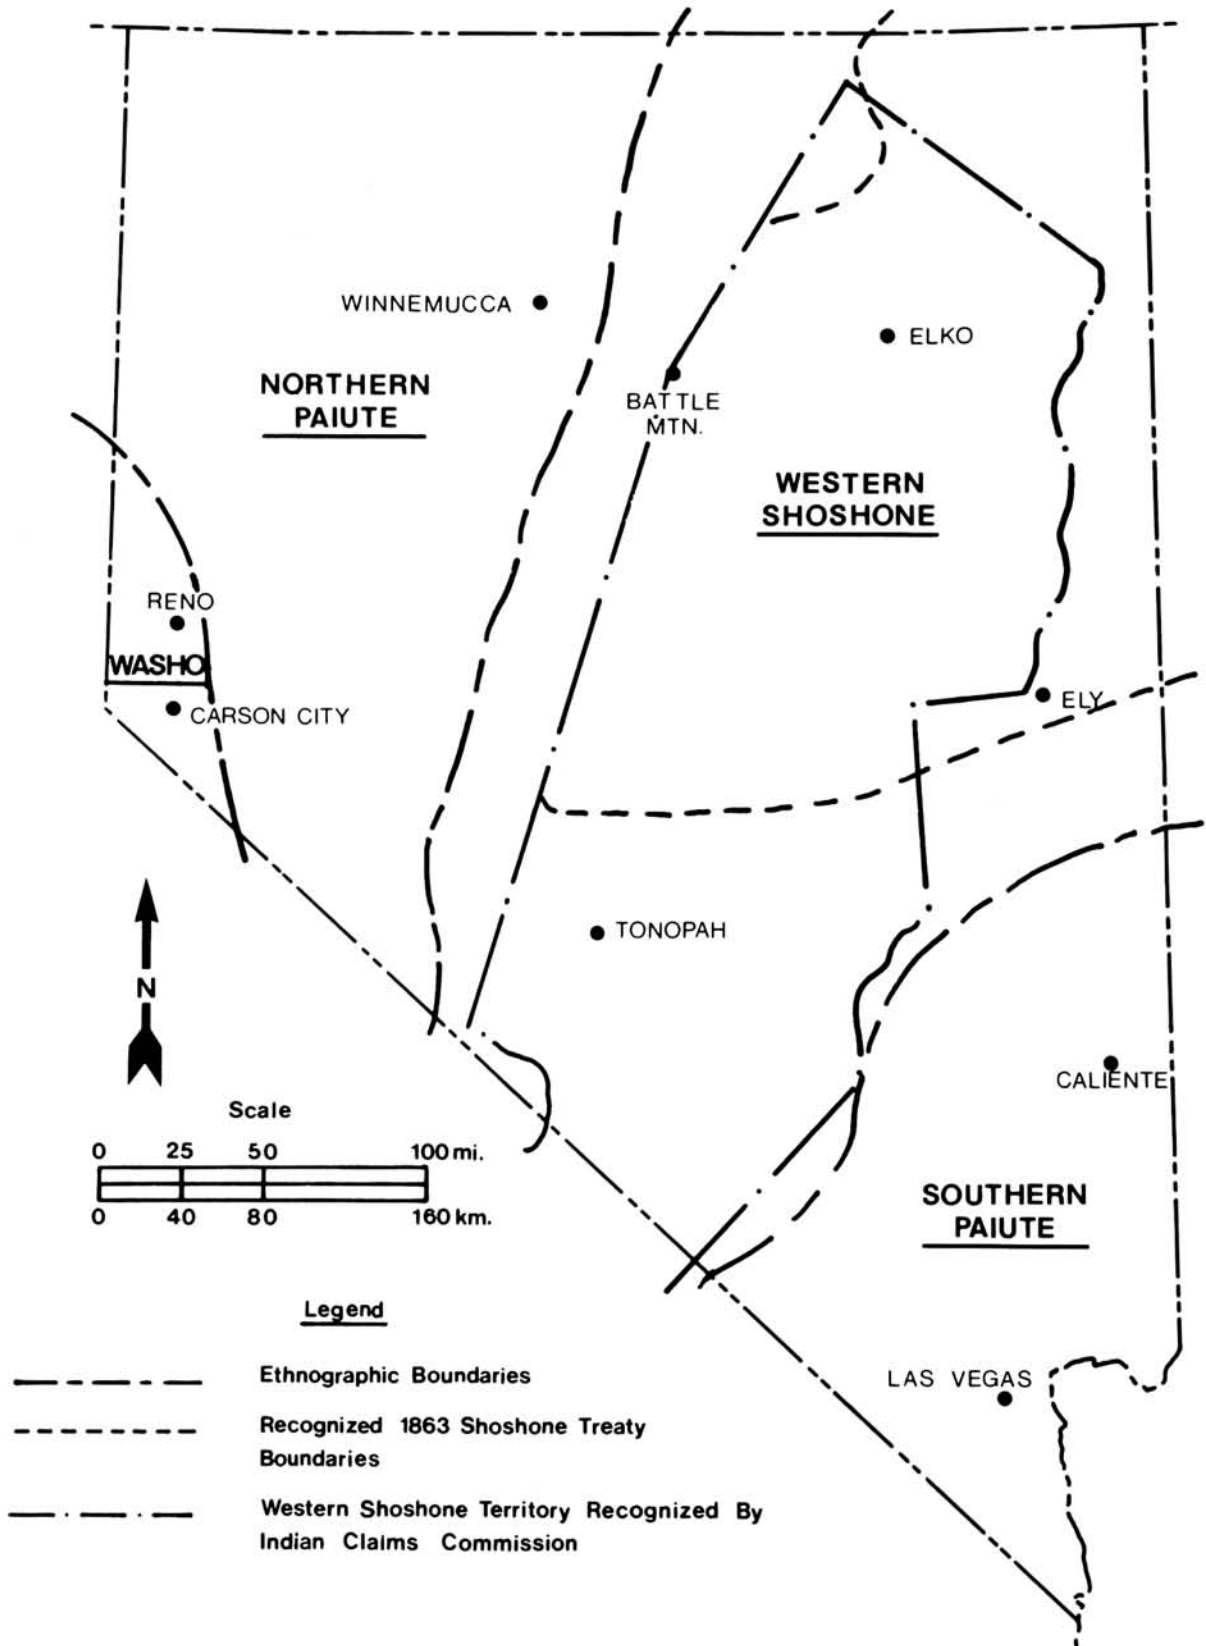 WINNEMUCCA
ELKO
NORTHERN
PAIUTE
BATTLE
MTN.
WESTERN
SHOSHONE
RENO
WASHO
CARSON CITY
ELY
TONOPAH
N
CALIENTE
Scale
0 25 50 100 mi.
0 40 80 160 km.
SOUTHERN
PAIUTE
LAS VEGAS
Legend
Ethnographic Boundaries
Recognized 1863 Shoshone Treaty
Boundaries
Western Shoshone Territory Recognized By
Indian Claims Commission